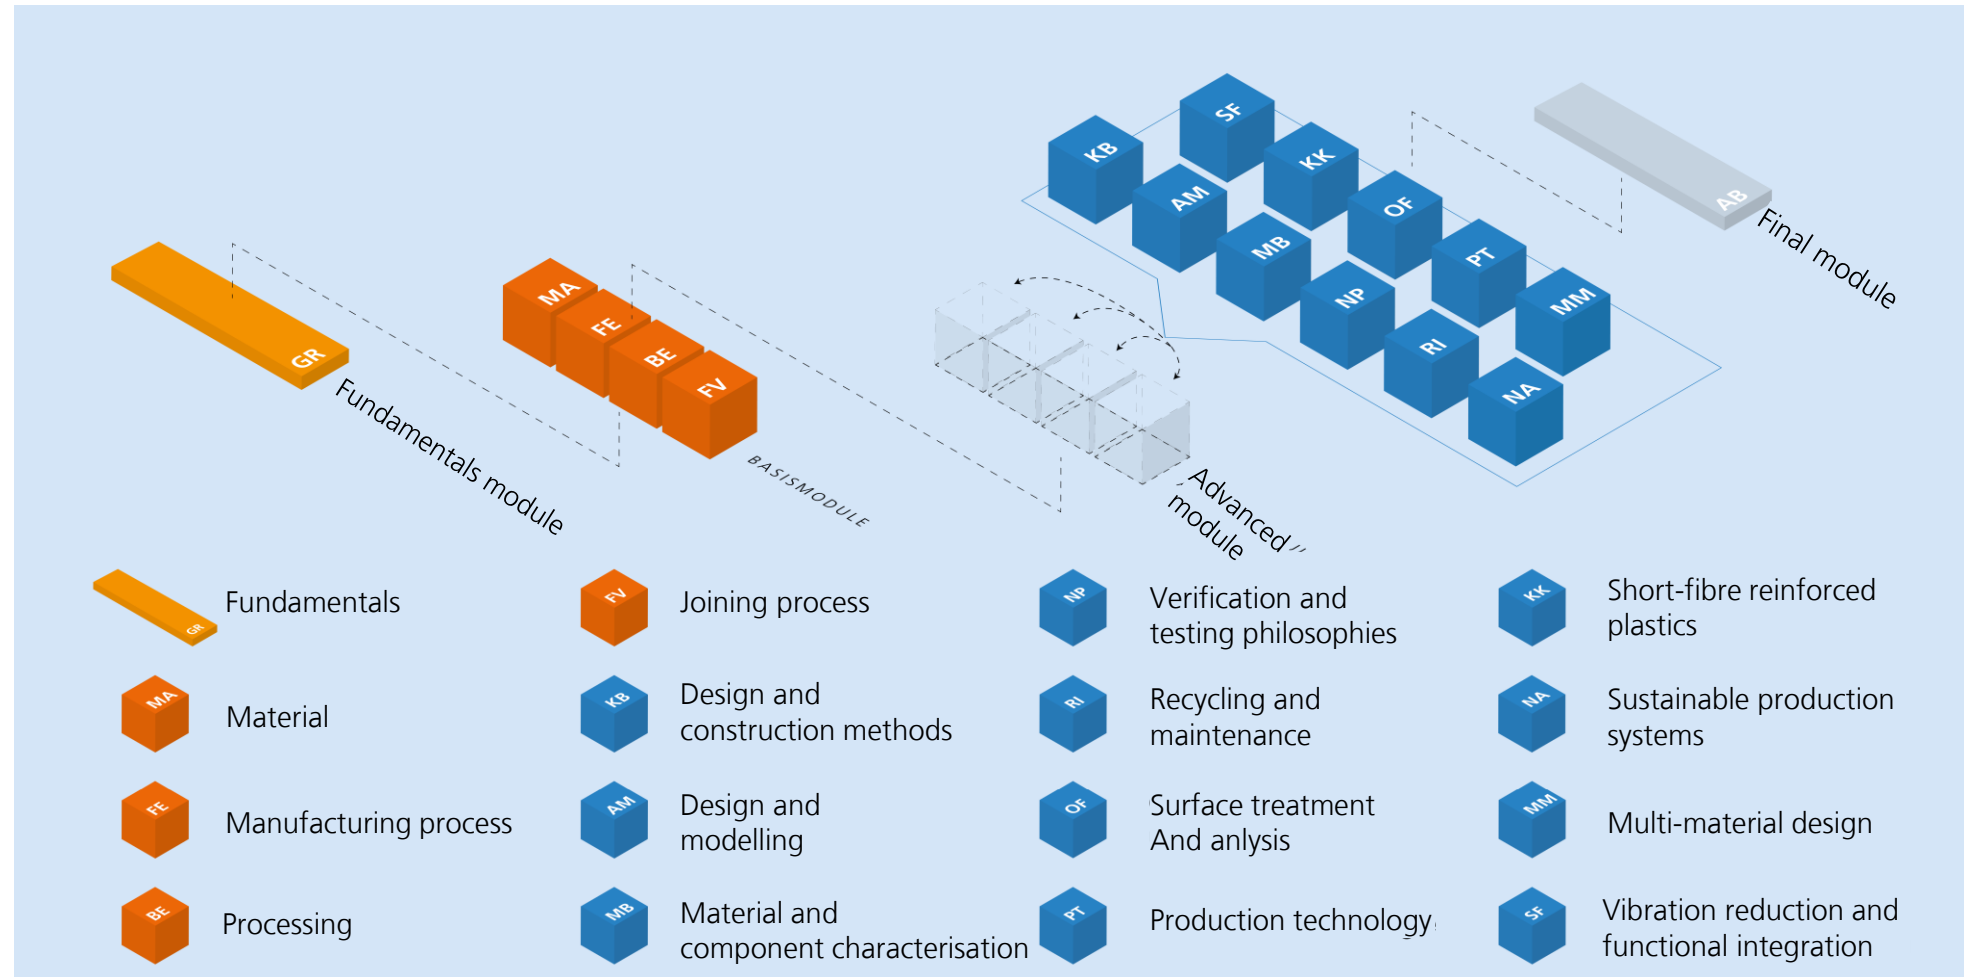 SF
KB
KK
AM
OF
AB
MB
PT
Final module
NP
MM
MA
FE
RI
GR
BE
FV
NA
Fundamentals module
BASISMODULE
Advanced
module
GR
Fundamentals
MA
Material
FE
Manufacturing process
BE
Processing
FV
Joining process
KB
Design and
construction methods
AM
Design and
modelling
MB
Material and
component characterisation
NP
Verification and
testing philosophies
RI
Recycling and
maintenance
OF
Surface treatment
And anlysis
PT
Production technology
KK
Short-fibre reinforced
plastics
NA
Sustainable production
systems
MM
Multi-material design
SF
Vibration reduction and
functional integration